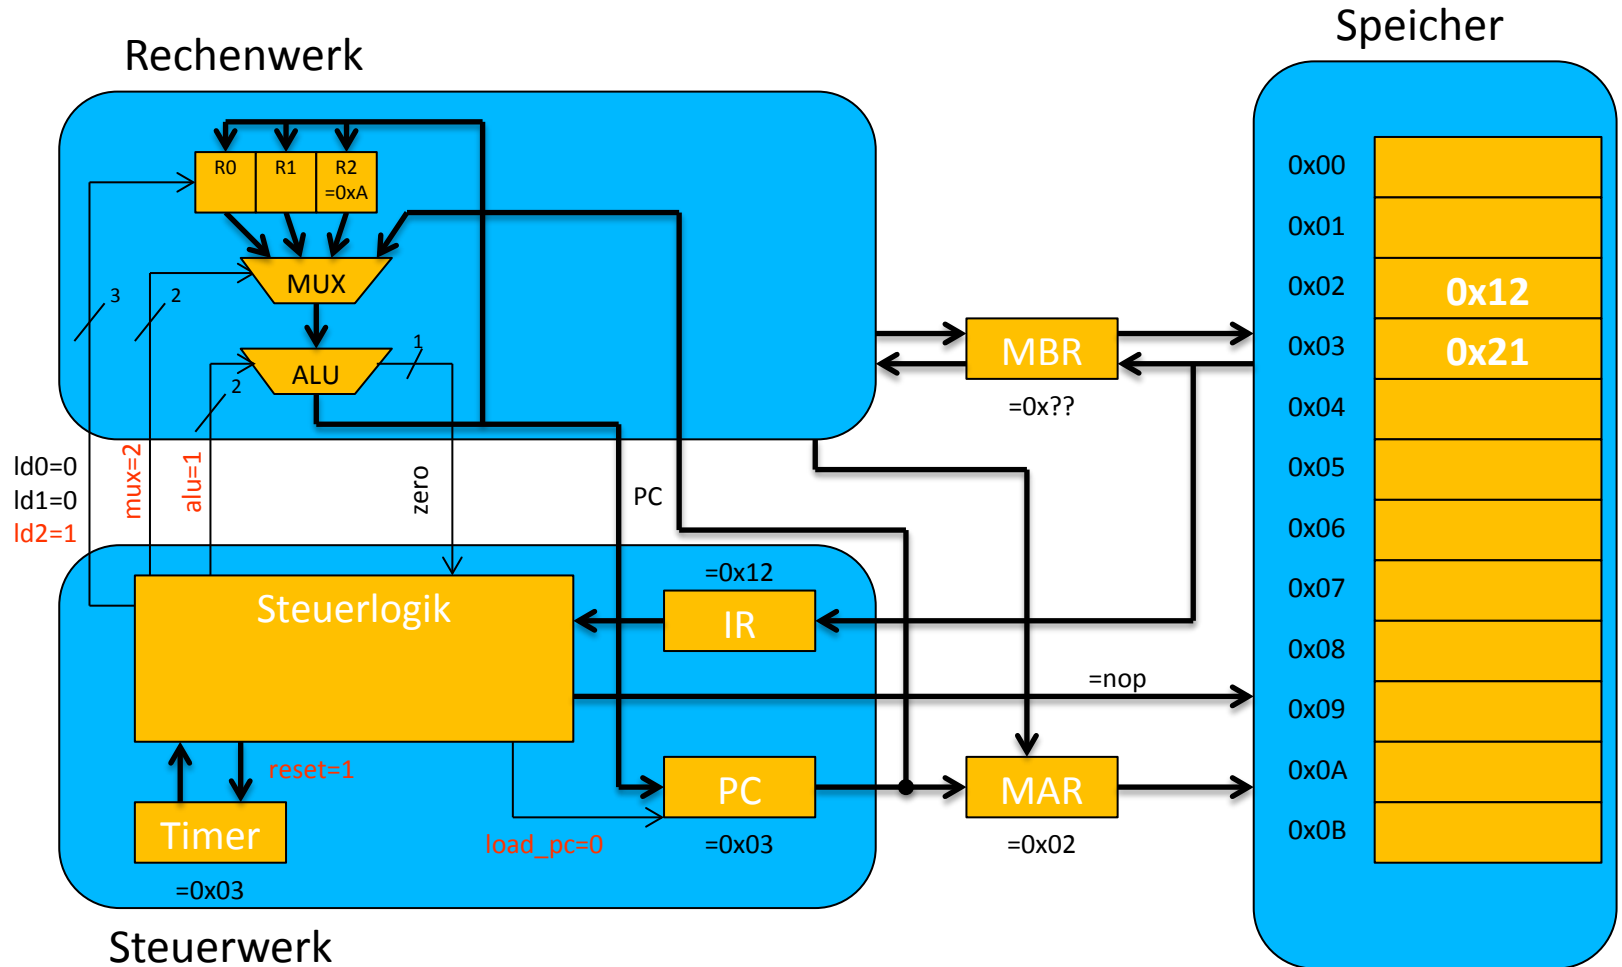 Speicher
Rechenwerk
R0
R1
R2
=0xA
MUX
3
2
ALU
1
2
ld0=0
ld1=0
ld2=1
mux=2
alu=1
zero
PC
MBR
=0x??
0x00
0x01
0x02
0x12
0x03
0x21
0x04
0x05
0x06
0x07
0x08
0x09
0x0A
0x0B
=0x12
Steuerlogik
IR
=nop
reset=1
Timer
=0x03
load_pc=0
PC
=0x03
MAR
=0x02
Steuerwerk